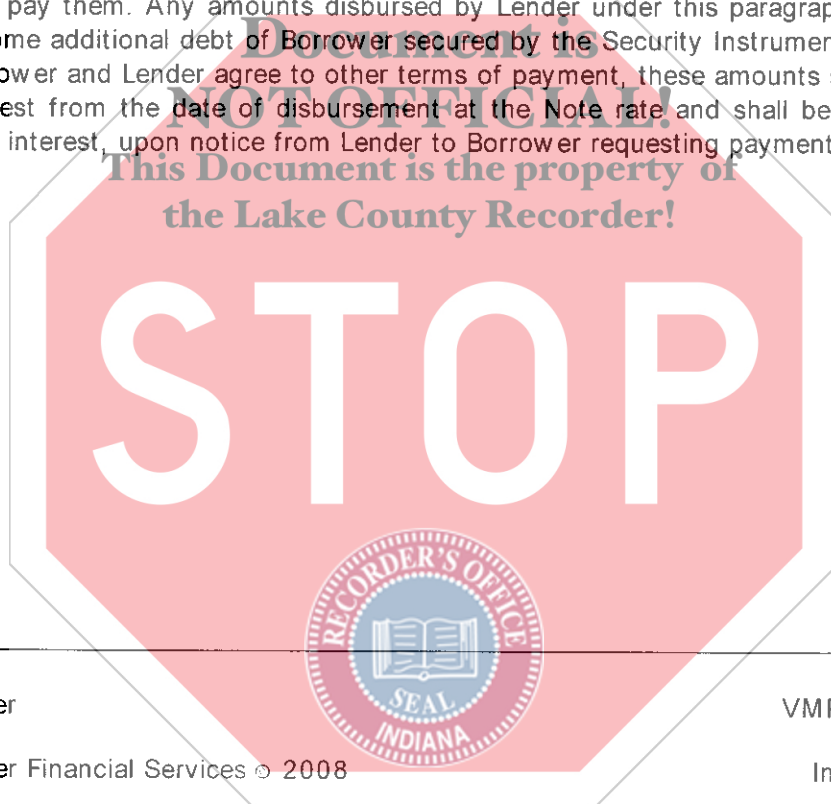 pay them. Any amounts disbursed by Lender under this paragrap
ome additional debt of Borrower secured by the Security Instrumen
ower and Lender agree to other terms of payment, these amounts s
est from the date of disbursement at the Note rate and shall be
interest, upon notice from Lender to Borrower requesting payment
Document is
NOT OFFICIAL!
This Document is the property of
the Lake County Recorder!
STOP
RECORDER'S OFFICE
SEAL
INDIANA
er
VMP
er Financial Services © 2008
In